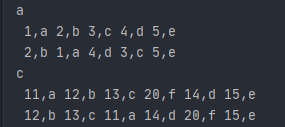 a
1,a 2,b 3,c 4,d 5,e
2,b 1,a 4,d 3,c 5,e
c
11,a 12,b 13,c 20,f 14,d 15,e
12,b 13,c 11,a 14,d 20,f 15,e